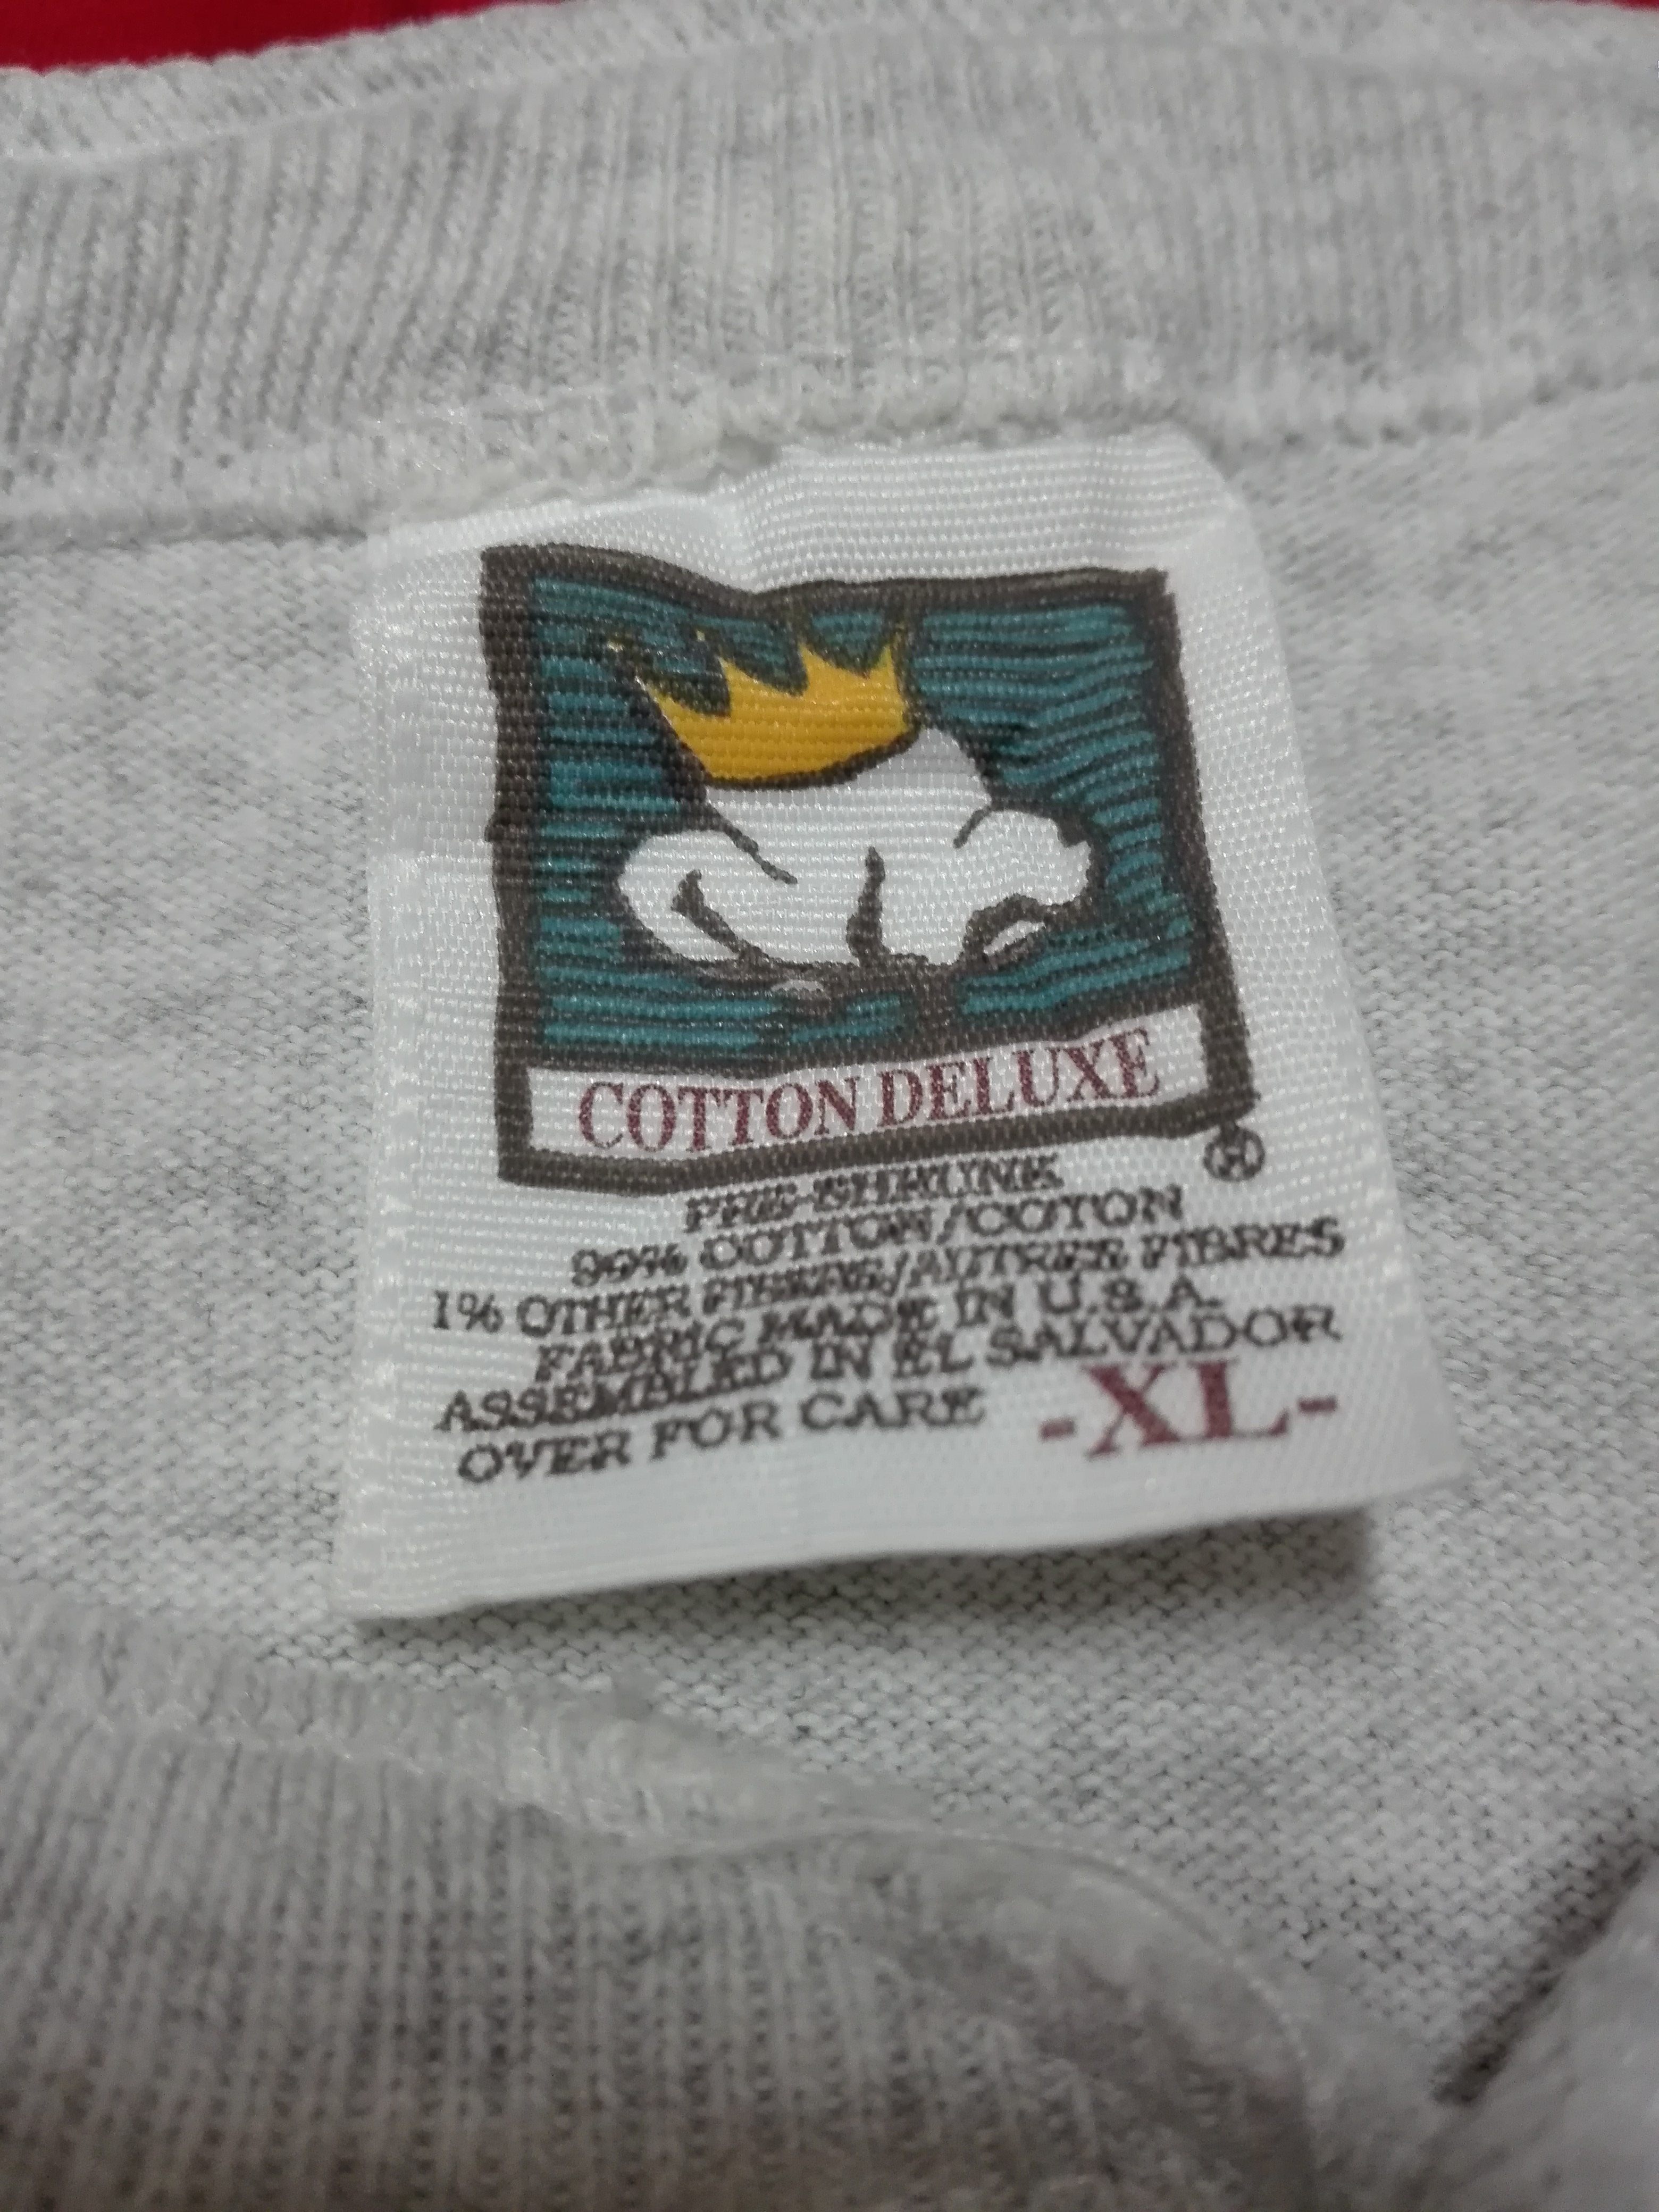 COTTON DELUXE
®
PRE-SHRUNK
99% COTTON/COTON
1% OTHER FIBERS/AUTRES FIBRES
FABRIC MADE IN U.S.A.
ASSEMBLED IN EL SALVADOR
OVER FOR CARE -XL-